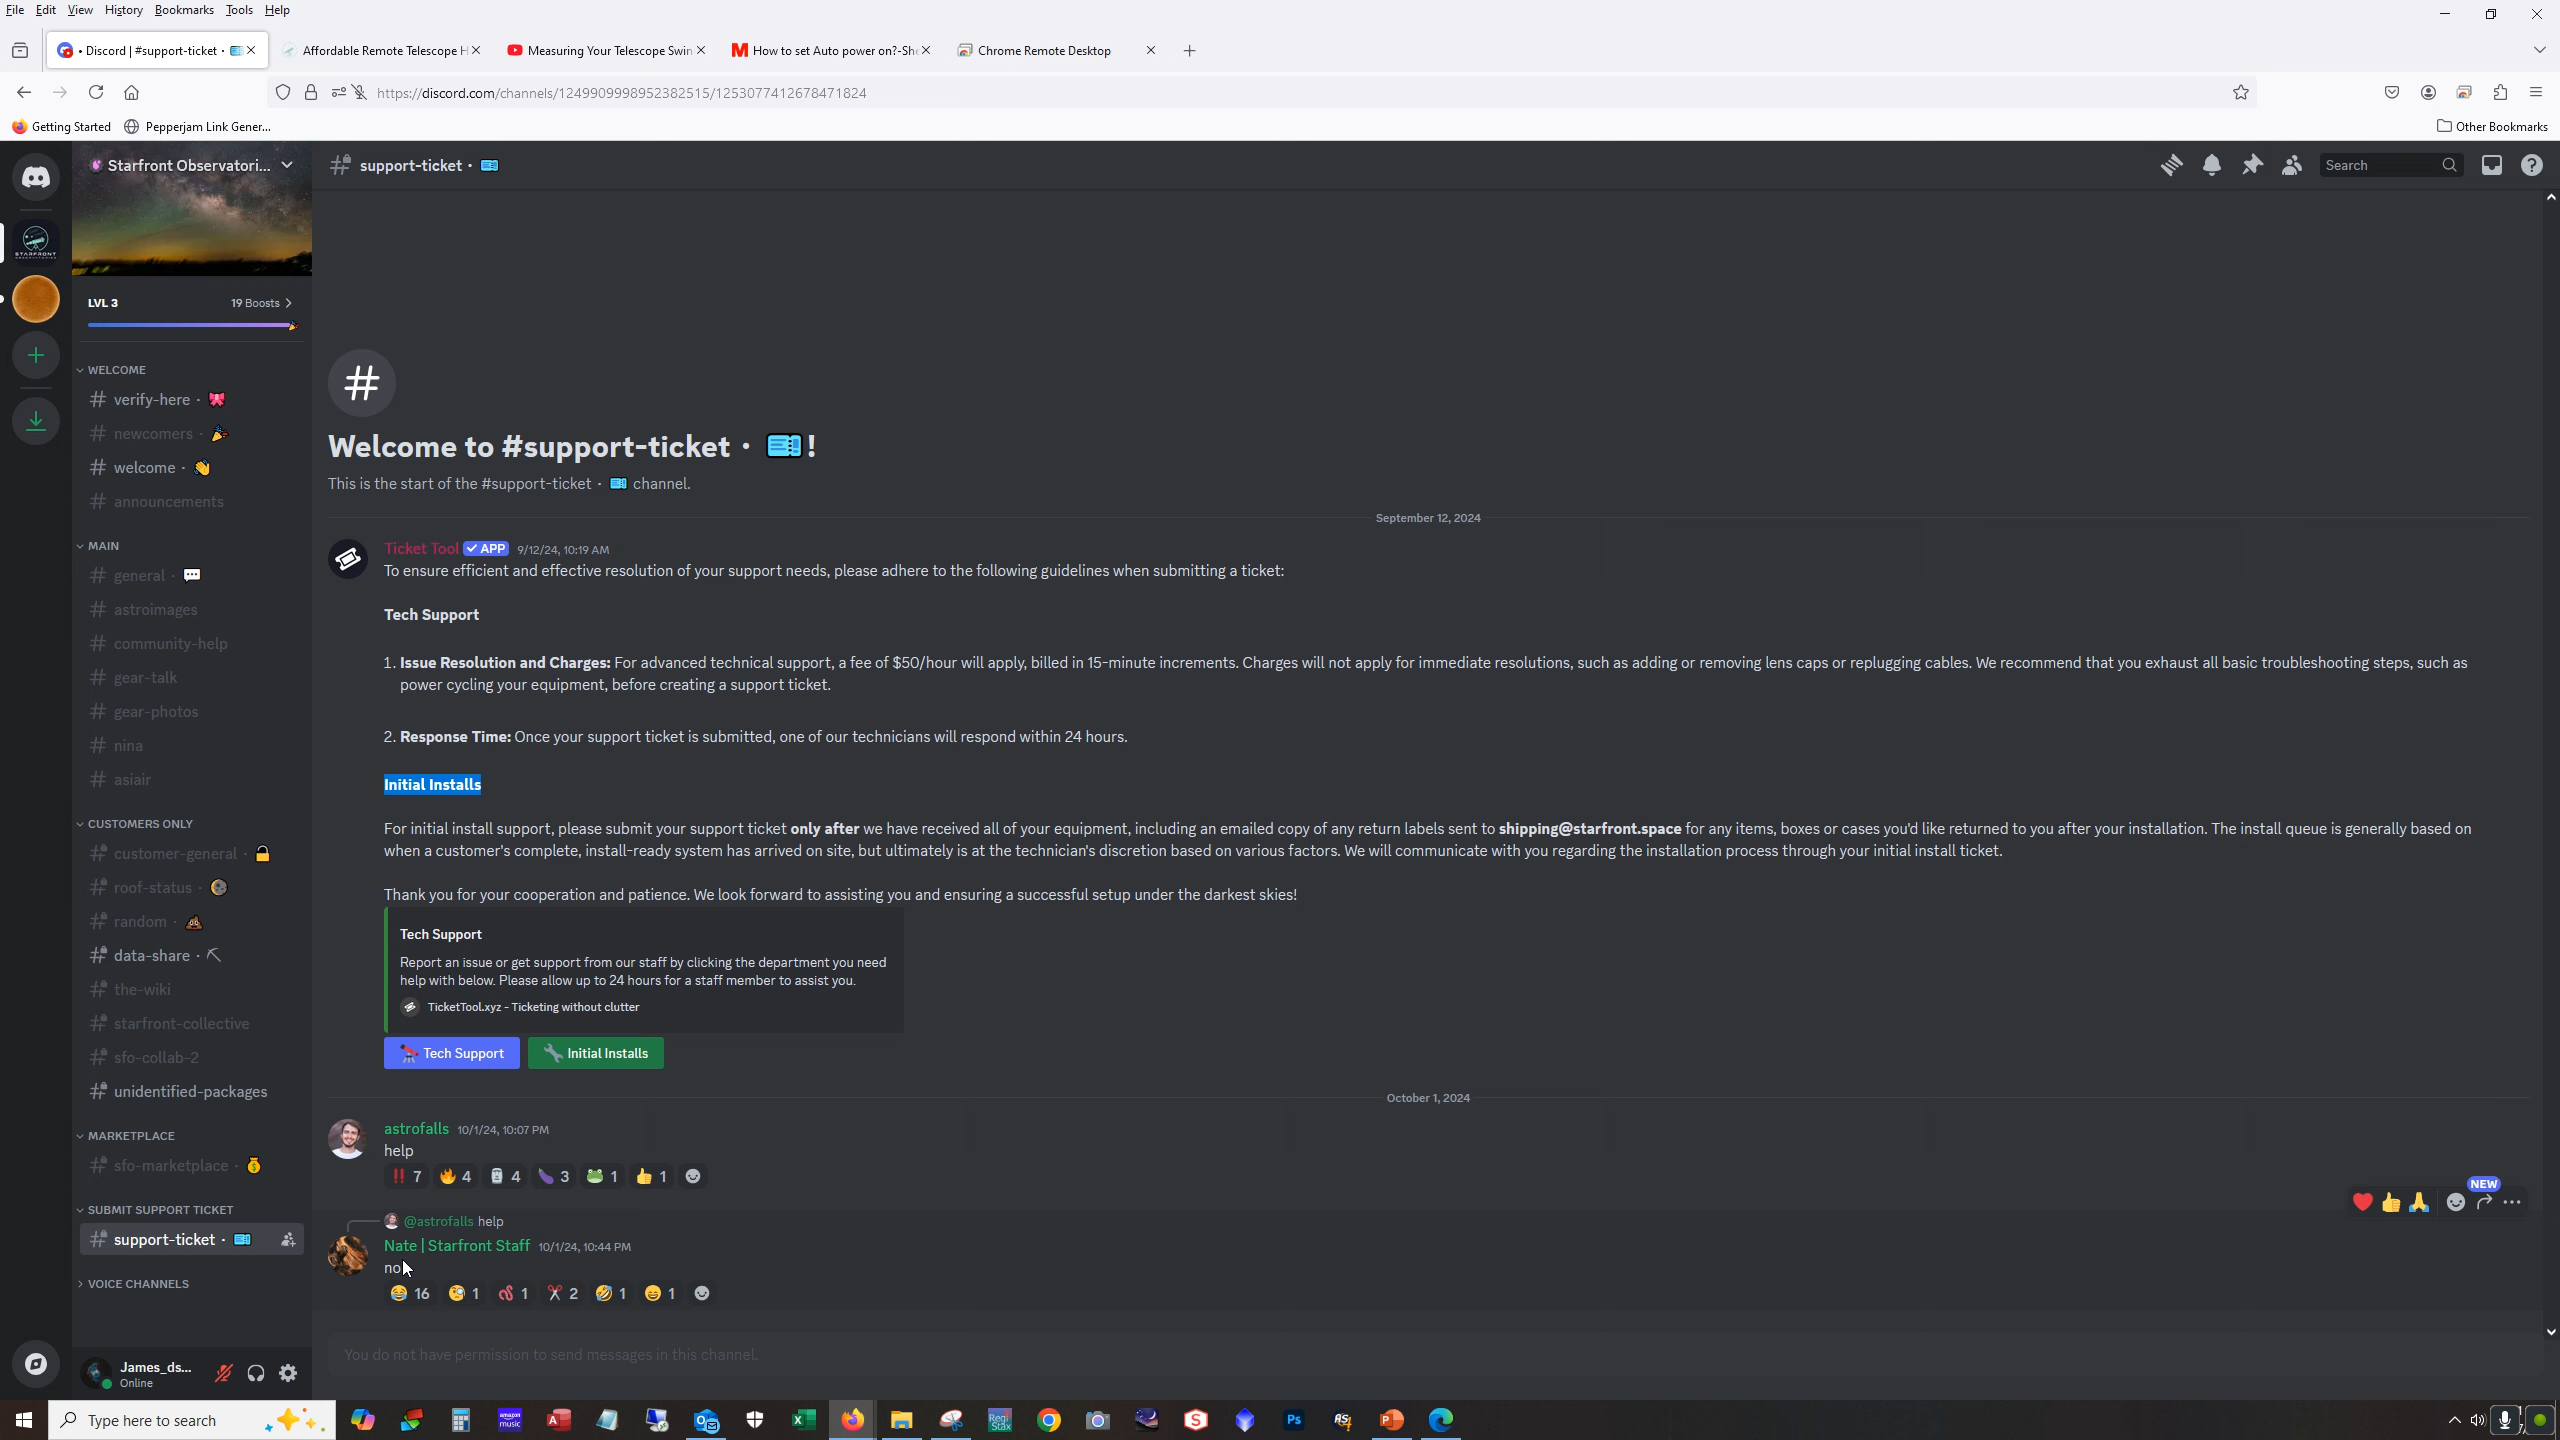 File Edit View History Bookmarks Tools Help
• Discord | #support-ticket ·
Affordable Remote Telescope H
Measuring Your Telescope Swin
How to set Auto power on?-She
Chrome Remote Desktop
https://discord.com/channels/1249909998952382515/1253077412678471824
Getting Started
Pepperjam Link Gener...
Other Bookmarks
Starfront Observatori...
support-ticket ·
Search
STARFRONT
LVL 3
19 Boosts
WELCOME
verify-here ·
newcomers ·
welcome ·
announcements
MAIN
general ·
astroimages
community-help
gear-talk
gear-photos
nina
asiair
CUSTOMERS ONLY
customer-general ·
roof-status ·
random ·
data-share ·
the-wiki
starfront-collective
sfo-collab-2
unidentified-packages
MARKETPLACE
sfo-marketplace ·
SUBMIT SUPPORT TICKET
support-ticket ·
VOICE CHANNELS
James_ds...
Online
Welcome to #support-ticket · !
This is the start of the #support-ticket · channel.
September 12, 2024
Ticket Tool APP 9/12/24, 10:19 AM
To ensure efficient and effective resolution of your support needs, please adhere to the following guidelines when submitting a ticket:
Tech Support
1. Issue Resolution and Charges: For advanced technical support, a fee of $50/hour will apply, billed in 15-minute increments. Charges will not apply for immediate resolutions, such as adding or removing lens caps or replugging cables. We recommend that you exhaust all basic troubleshooting steps, such as
power cycling your equipment, before creating a support ticket.
2. Response Time: Once your support ticket is submitted, one of our technicians will respond within 24 hours.
Initial Installs
For initial install support, please submit your support ticket only after we have received all of your equipment, including an emailed copy of any return labels sent to shipping@starfront.space for any items, boxes or cases you'd like returned to you after your installation. The install queue is generally based on
when a customer's complete, install-ready system has arrived on site, but ultimately is at the technician's discretion based on various factors. We will communicate with you regarding the installation process through your initial install ticket.
Thank you for your cooperation and patience. We look forward to assisting you and ensuring a successful setup under the darkest skies!
Tech Support
Report an issue or get support from our staff by clicking the department you need
help with below. Please allow up to 24 hours for a staff member to assist you.
TicketTool.xyz - Ticketing without clutter
Tech Support
Initial Installs
October 1, 2024
astrofalls 10/1/24, 10:07 PM
help
7 4 4 3 1 1
NEW
@astrofalls help
Nate | Starfront Staff 10/1/24, 10:44 PM
no
16 1 1 2 1 1
You do not have permission to send messages in this channel.
Type here to search